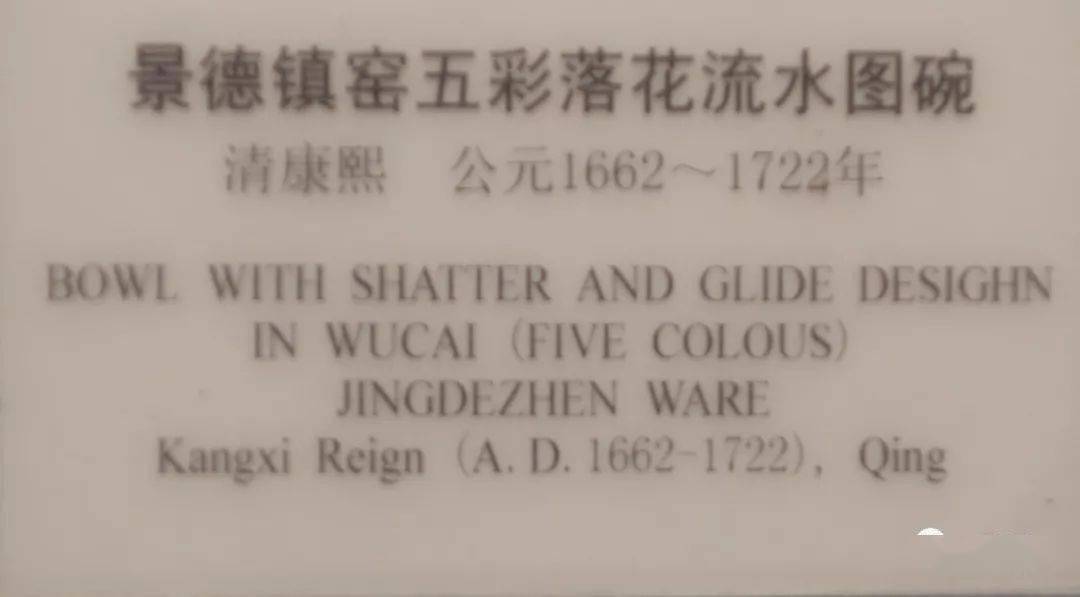 景德镇窑五彩落花流水图碗
清康熙 公元1662～1722年
BOWL WITH SHATTER AND GLIDE DESIGHN
IN WUCAI (FIVE COLOUS)
JINGDEZHEN WARE
Kangxi Reign (A.D.1662-1722), Qing